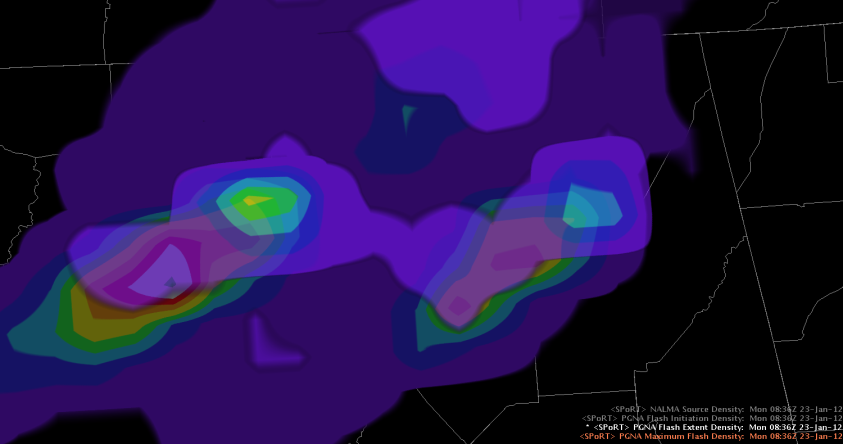 <SPoRT> NALMA Source Density: Mon 08:36Z 23-Jan-12
<SPoRT> PGNA Flash Initiation Density: Mon 08:36Z 23-Jan-12
* <SPoRT> PGNA Flash Extent Density: Mon 08:36Z 23-Jan-12
<SPoRT> PGNA Maximum Flash Density: Mon 08:36Z 23-Jan-12